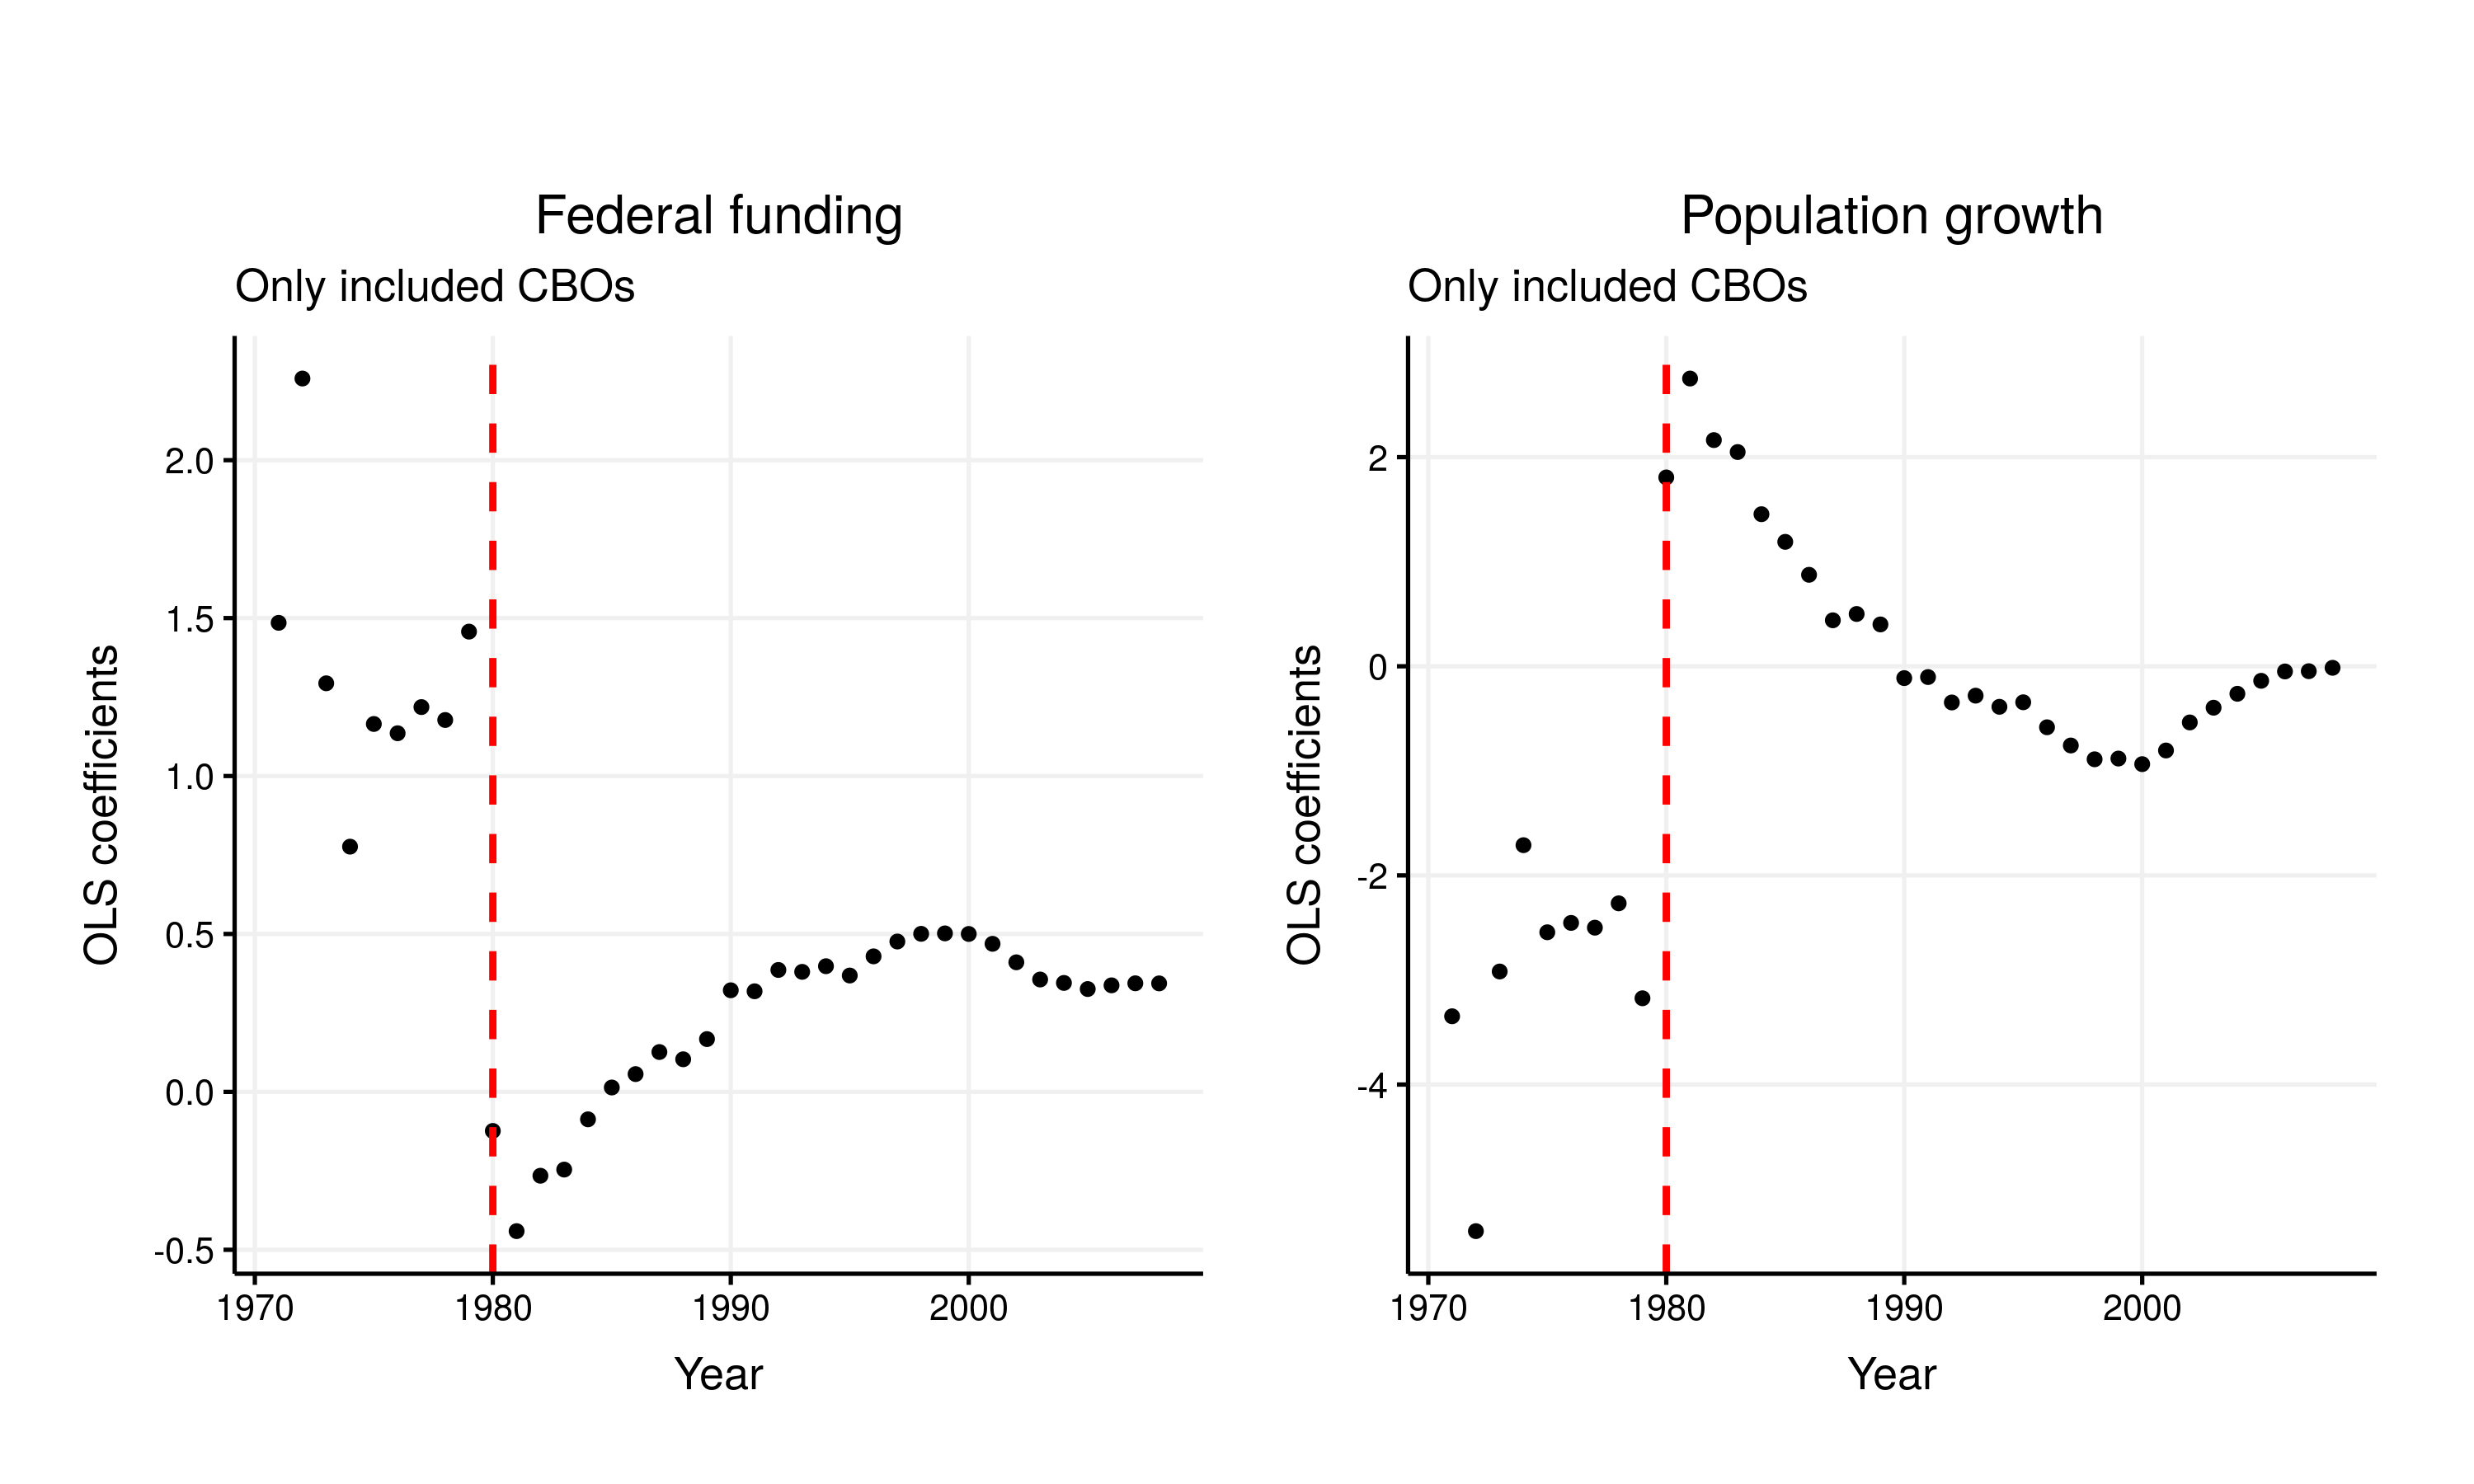 Federal funding
Only included CBOs
OLS coefficients
2.0
1.5
1.0
0.5
0.0
-0.5
1970 1980 1990 2000
Year
Population growth
Only included CBOs
OLS coefficients
2
0
-2
-4
1970 1980 1990 2000
Year